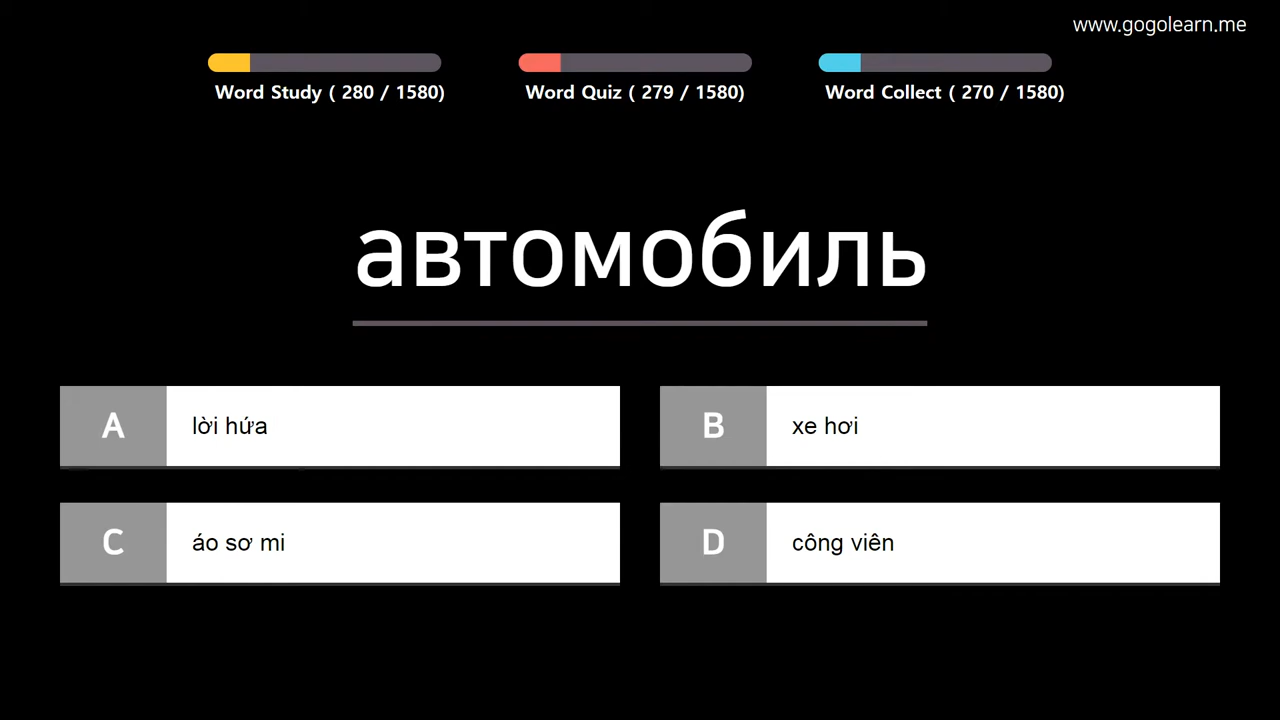 www.gogolearn.me
Word Study ( 280 / 1580)
Word Quiz ( 279 / 1580)
Word Collect ( 270 / 1580)
автомобиль
A lời hứa
B xe hơi
C áo sơ mi
D công viên